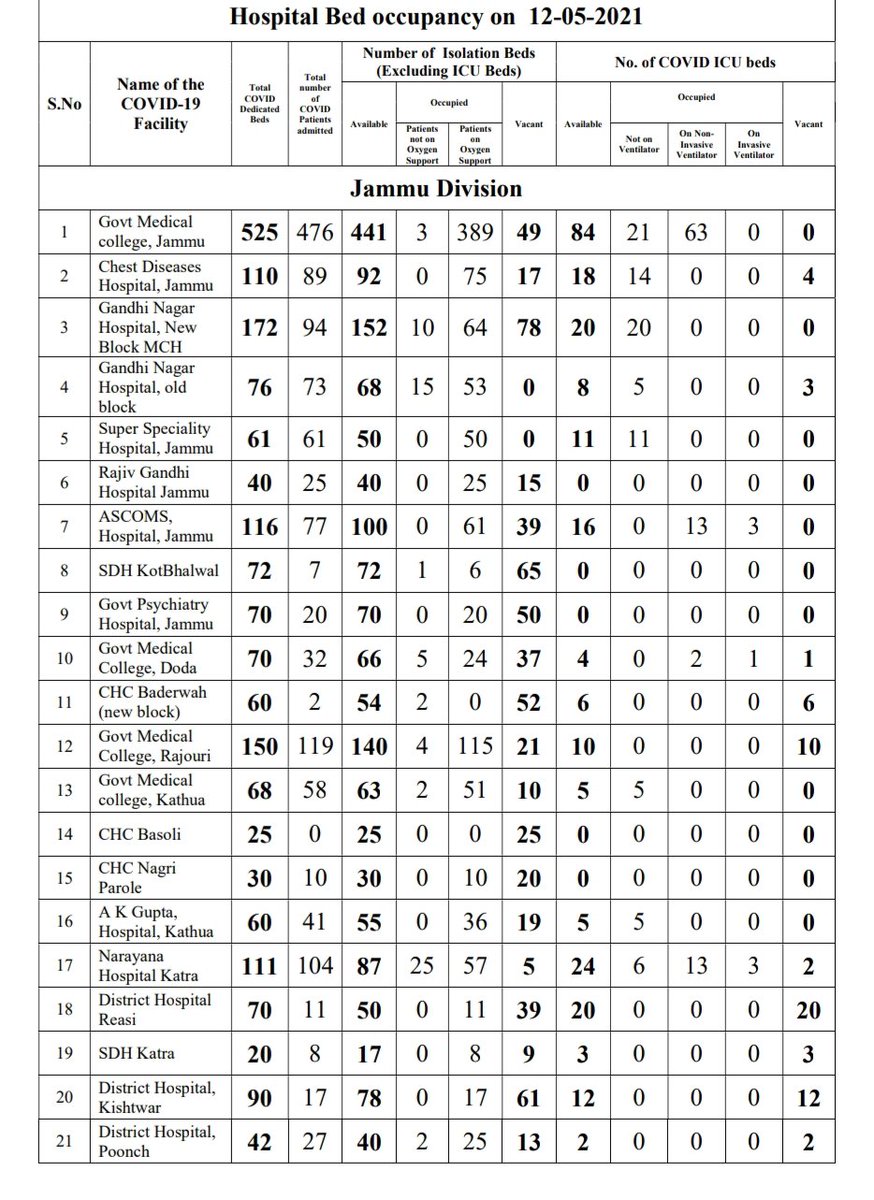 Hospital Bed occupancy on 12-05-2021
S.No
Name of the COVID-19 Facility
Total COVID Dedicated Beds
Total number of COVID Patients admitted
Number of Isolation Beds (Excluding ICU Beds)
No. of COVID ICU beds
Available
Occupied
Vacant
Available
Occupied
Vacant
Patients not on Oxygen Support
Patients on Oxygen Support
Not on Ventilator
On Non-Invasive Ventilator
On Invasive Ventilator
Jammu Division
1 Govt Medical college, Jammu 525 476 441 3 389 49 84 21 63 0 0
2 Chest Diseases Hospital, Jammu 110 89 92 0 75 17 18 14 0 0 4
3 Gandhi Nagar Hospital, New Block MCH 172 94 152 10 64 78 20 20 0 0 0
4 Gandhi Nagar Hospital, old block 76 73 68 15 53 0 8 5 0 0 3
5 Super Speciality Hospital, Jammu 61 61 50 0 50 0 11 11 0 0 0
6 Rajiv Gandhi Hospital Jammu 40 25 40 0 25 15 0 0 0 0 0
7 ASCOMS, Hospital, Jammu 116 77 100 0 61 39 16 0 13 3 0
8 SDH KotBhalwal 72 7 72 1 6 65 0 0 0 0 0
9 Govt Psychiatry Hospital, Jammu 70 20 70 0 20 50 0 0 0 0 0
10 Govt Medical College, Doda 70 32 66 5 24 37 4 0 2 1 1
11 CHC Baderwah (new block) 60 2 54 2 0 52 6 0 0 0 6
12 Govt Medical College, Rajouri 150 119 140 4 115 21 10 0 0 0 10
13 Govt Medical college, Kathua 68 58 63 2 51 10 5 5 0 0 0
14 CHC Basoli 25 0 25 0 0 25 0 0 0 0 0
15 CHC Nagri Parole 30 10 30 0 10 20 0 0 0 0 0
16 A K Gupta, Hospital, Kathua 60 41 55 0 36 19 5 5 0 0 0
17 Narayana Hospital Katra 111 104 87 25 57 5 24 6 13 3 2
18 District Hospital Reasi 70 11 50 0 11 39 20 0 0 0 20
19 SDH Katra 20 8 17 0 8 9 3 0 0 0 3
20 District Hospital, Kishtwar 90 17 78 0 17 61 12 0 0 0 12
21 District Hospital, Poonch 42 27 40 2 25 13 2 0 0 0 2